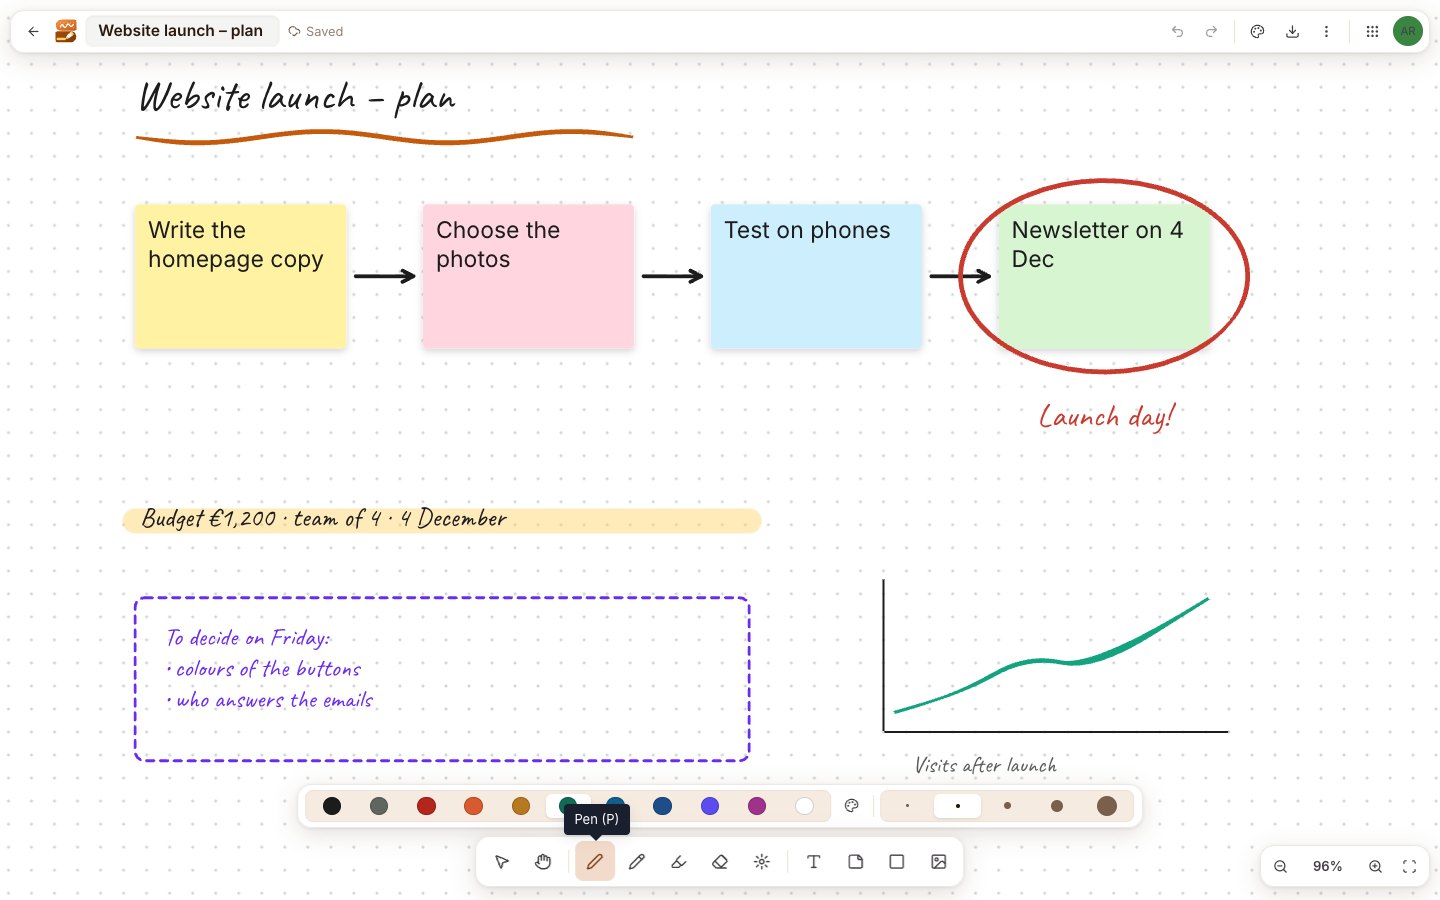 Website launch – plan
Saved
AR
Website launch – plan
Write the
homepage copy
Choose the
photos
Test on phones
Newsletter on 4
Dec
Launch day!
Budget €1,200 · team of 4 · 4 December
To decide on Friday:
• colours of the buttons
• who answers the emails
Visits after launch
Pen (P)
96%